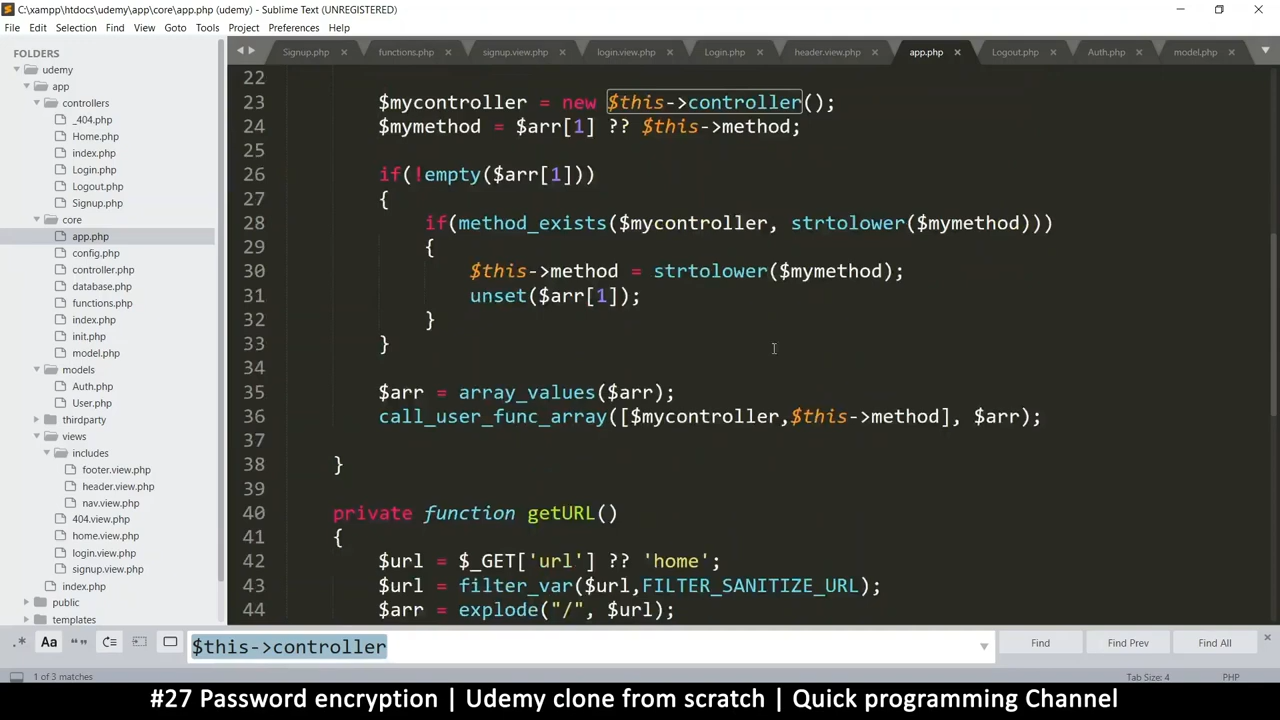 C:\xampp\htdocs\udemy\app\core\app.php (udemy) - Sublime Text (UNREGISTERED)
File Edit Selection Find View Goto Tools Project Preferences Help
FOLDERS
udemy
app
controllers
_404.php
Home.php
index.php
Login.php
Logout.php
Signup.php
core
app.php
config.php
controller.php
database.php
functions.php
index.php
init.php
model.php
models
Auth.php
User.php
thirdparty
views
includes
footer.view.php
header.view.php
nav.view.php
404.view.php
home.view.php
login.view.php
signup.view.php
index.php
public
templates
Signup.php functions.php signup.view.php login.view.php Login.php header.view.php app.php Logout.php Auth.php model.php
22
23 $mycontroller = new $this->controller();
24 $mymethod = $arr[1] ?? $this->method;
25
26 if(!empty($arr[1]))
27 {
28 if(method_exists($mycontroller, strtolower($mymethod)))
29 {
30 $this->method = strtolower($mymethod);
31 unset($arr[1]);
32 }
33 }
34
35 $arr = array_values($arr);
36 call_user_func_array([$mycontroller,$this->method], $arr);
37
38 }
39
40 private function getURL()
41 {
42 $url = $_GET['url'] ?? 'home';
43 $url = filter_var($url,FILTER_SANITIZE_URL);
44 $arr = explode("/", $url);
.* Aa "" $this->controller Find Find Prev Find All
1 of 3 matches Tab Size: 4 PHP
#27 Password encryption | Udemy clone from scratch | Quick programming Channel